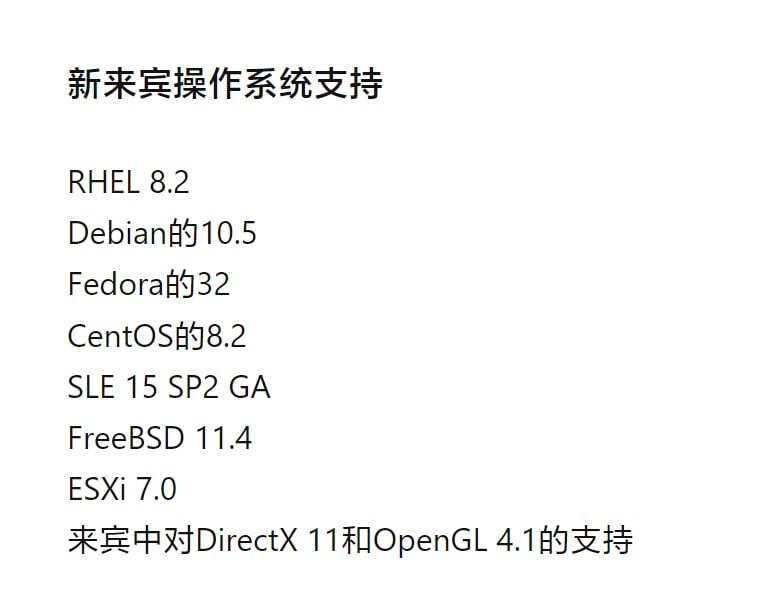 新来宾操作系统支持
RHEL 8.2
Debian的10.5
Fedora的32
CentOS的8.2
SLE 15 SP2 GA
FreeBSD 11.4
ESXi 7.0
来宾中对DirectX 11和OpenGL 4.1的支持